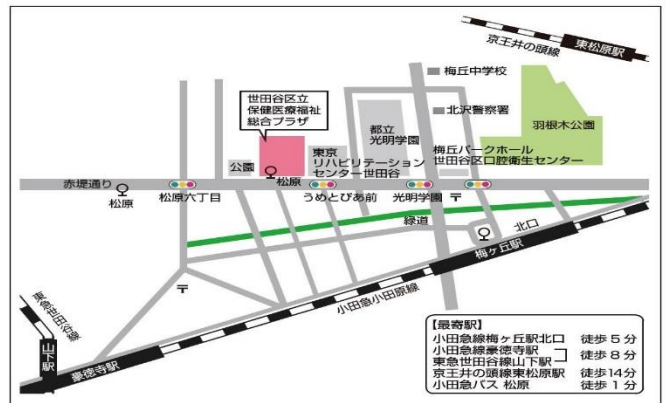 京王井の頭線
東松原駅
梅丘中学校
世田谷区立
保健医療福祉
総合プラザ
北沢警察署
羽根木公園
都立
光明学園
公園
松原
東京
リハビリテーション
センター世田谷
梅丘パークホール
世田谷区口腔衛生センター
赤堤通り
松原
松原六丁目
うめとぴあ前
光明学園
〒
緑道
北口
梅ヶ丘駅
〒
小田急小田原線
東急世田谷線
山下駅
豪徳寺駅
【最寄駅】
小田急線梅ヶ丘駅北口 徒歩5分
小田急線豪徳寺駅
東急世田谷線山下駅 徒歩8分
京王井の頭線東松原駅 徒歩14分
小田急バス 松原 徒歩1分